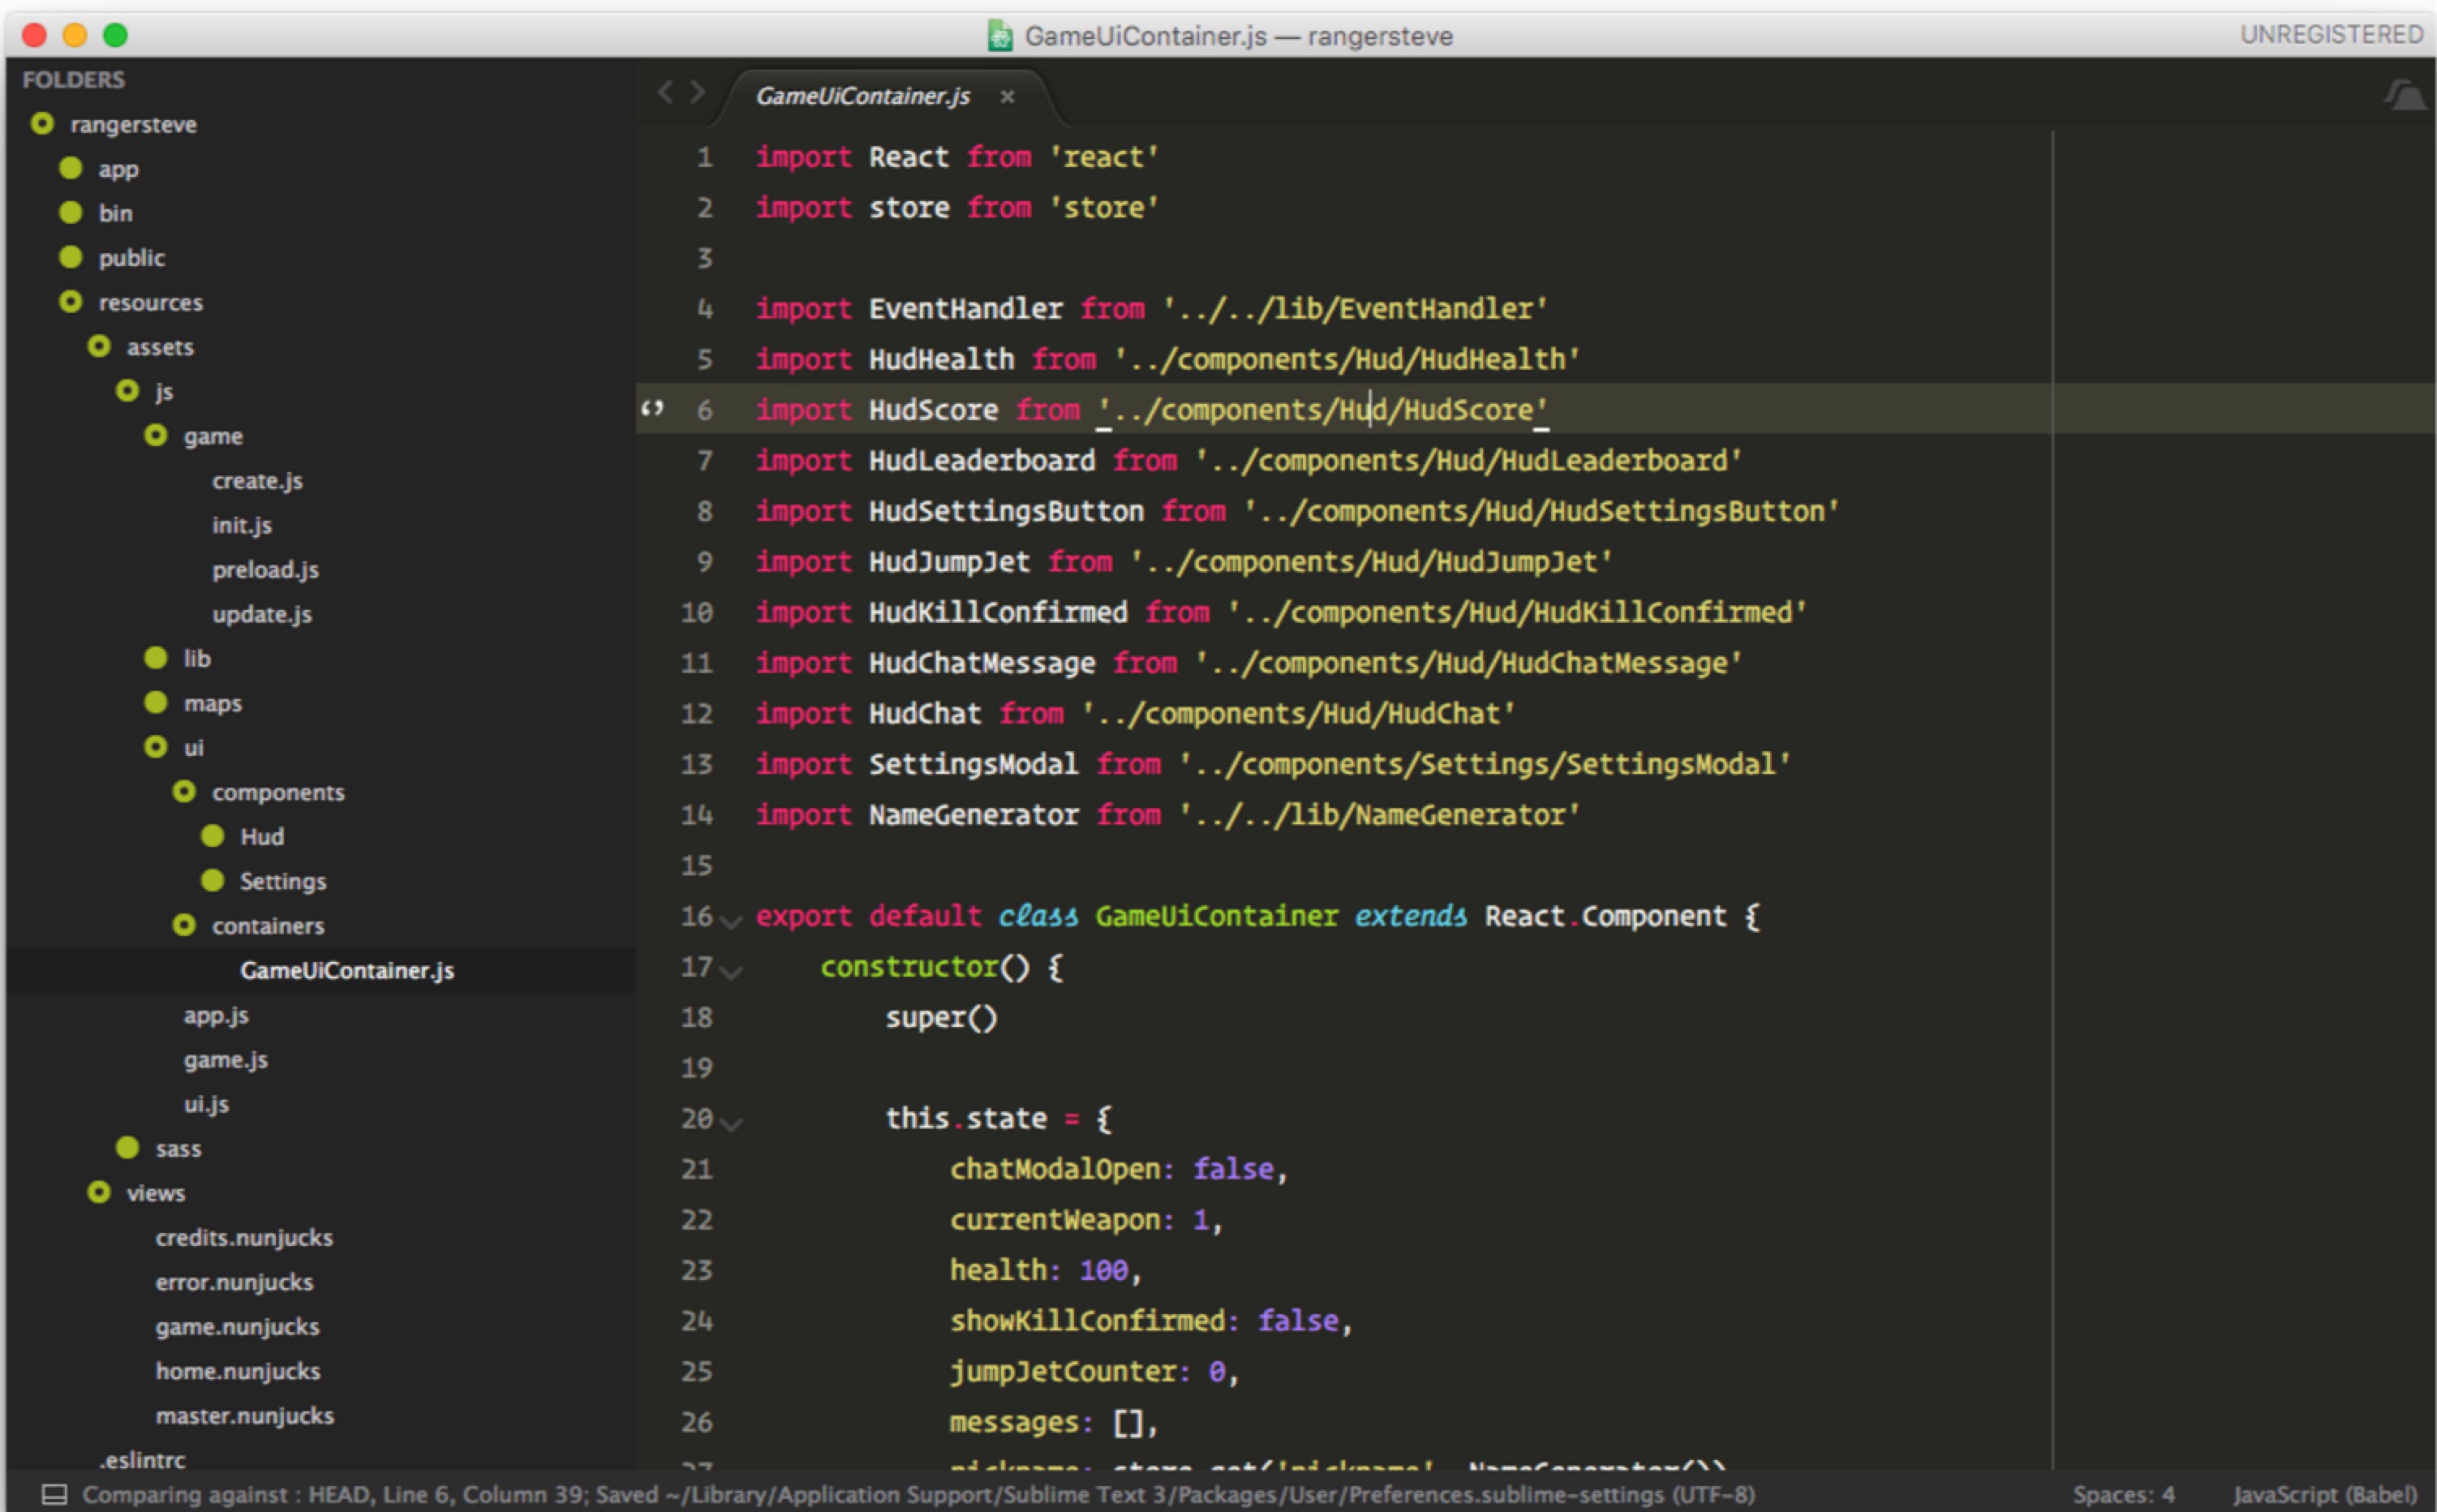 GameUiContainer.js — rangersteve
UNREGISTERED
FOLDERS
rangersteve
app
bin
public
resources
assets
js
game
create.js
init.js
preload.js
update.js
lib
maps
ui
components
Hud
Settings
containers
GameUiContainer.js
app.js
game.js
ui.js
sass
views
credits.nunjucks
error.nunjucks
game.nunjucks
home.nunjucks
master.nunjucks
.eslintrc
GameUiContainer.js ×
1 import React from 'react'
2 import store from 'store'
3
4 import EventHandler from '../../lib/EventHandler'
5 import HudHealth from '../components/Hud/HudHealth'
6 import HudScore from '../components/Hud/HudScore'
7 import HudLeaderboard from '../components/Hud/HudLeaderboard'
8 import HudSettingsButton from '../components/Hud/HudSettingsButton'
9 import HudJumpJet from '../components/Hud/HudJumpJet'
10 import HudKillConfirmed from '../components/Hud/HudKillConfirmed'
11 import HudChatMessage from '../components/Hud/HudChatMessage'
12 import HudChat from '../components/Hud/HudChat'
13 import SettingsModal from '../components/Settings/SettingsModal'
14 import NameGenerator from '../../lib/NameGenerator'
15
16 export default class GameUiContainer extends React.Component {
17 constructor() {
18 super()
19
20 this.state = {
21 chatModalOpen: false,
22 currentWeapon: 1,
23 health: 100,
24 showKillConfirmed: false,
25 jumpJetCounter: 0,
26 messages: [],
27 nickname: store.get('nickname', NameGenerator())
Comparing against : HEAD, Line 6, Column 39; Saved ~/Library/Application Support/Sublime Text 3/Packages/User/Preferences.sublime-settings (UTF-8)
Spaces: 4
JavaScript (Babel)